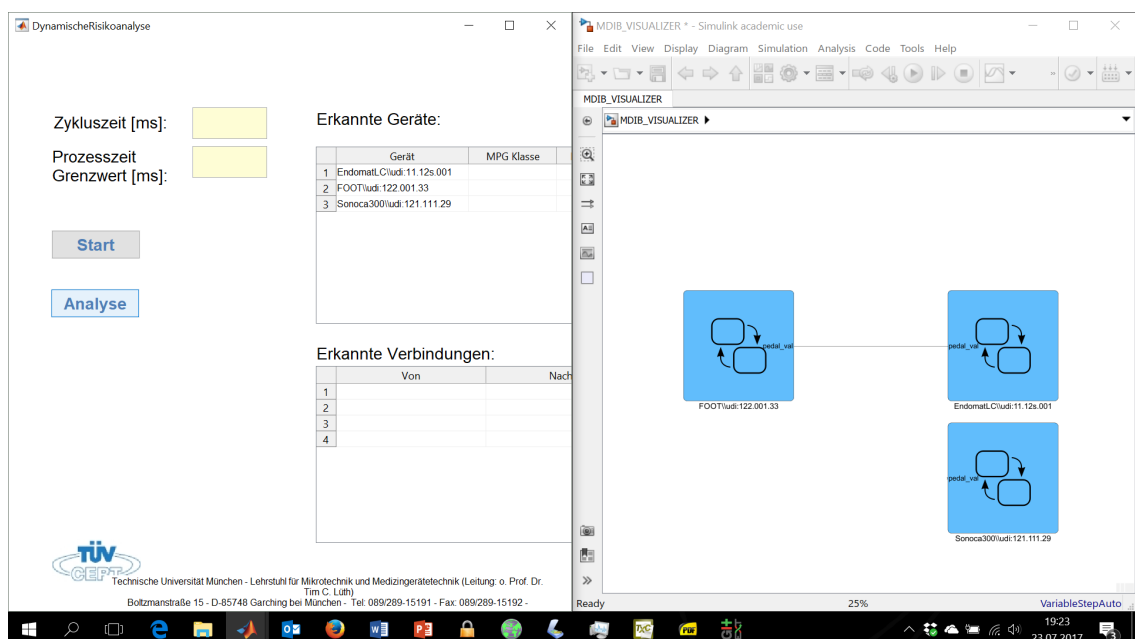 DynamischeRisikoanalyse
Zykluszeit [ms]:
Prozesszeit
Grenzwert [ms]:
Start
Analyse
Erkannte Geräte:
Gerät MPG Klasse
1 EndomatLC\\udi:11.12s.001
2 FOOT\\udi:122.001.33
3 Sonoca300\\udi:121.111.29
Erkannte Verbindungen:
Von Nach
1
2
3
4
TÜV
CERT
Technische Universität München - Lehrstuhl für Mikrotechnik und Medizingerätetechnik (Leitung: o. Prof. Dr.
Tim C. Lüth)
Boltzmanstraße 15 - D-85748 Garching bei München - Tel: 089/289-15191 - Fax: 089/289-15192 -
MDIB_VISUALIZER * - Simulink academic use
File Edit View Display Diagram Simulation Analysis Code Tools Help
MDIB_VISUALIZER
MDIB_VISUALIZER
pedal_val
FOOT\\udi:122.001.33
pedal_val
EndomatLC\\udi:11.12s.001
pedal_val
Sonoca300\\udi:121.111.29
Ready 25% VariableStepAuto
19:23
23.07.2017